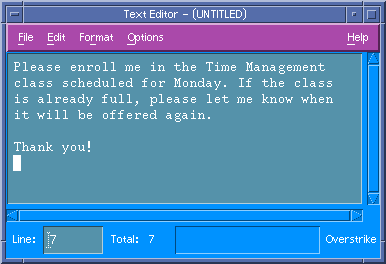 Text Editor - (UNTITLED)
File Edit Format Options Help
Please enroll me in the Time Management
class scheduled for Monday. If the class
is already full, please let me know when
it will be offered again.
Thank you!
Line: 7 Total: 7 Overstrike